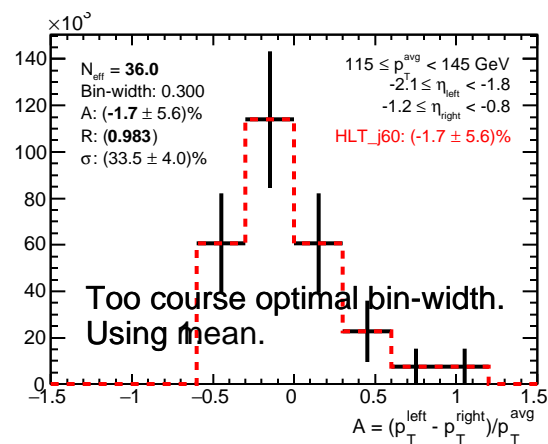 ×10³
140
120
100
80
60
40
20
0
N_eff = 36.0
Bin-width: 0.300
A: (-1.7 ± 5.6)%
R: (0.983)
σ: (33.5 ± 4.0)%
115 ≤ p_T^avg < 145 GeV
-2.1 ≤ η_left < -1.8
-1.2 ≤ η_right < -0.8
HLT_j60: (-1.7 ± 5.6)%
Too course optimal bin-width.
Using mean.
−1.5 −1 −0.5 0 0.5 1 1.5
A = (p_T^left - p_T^right)/p_T^avg